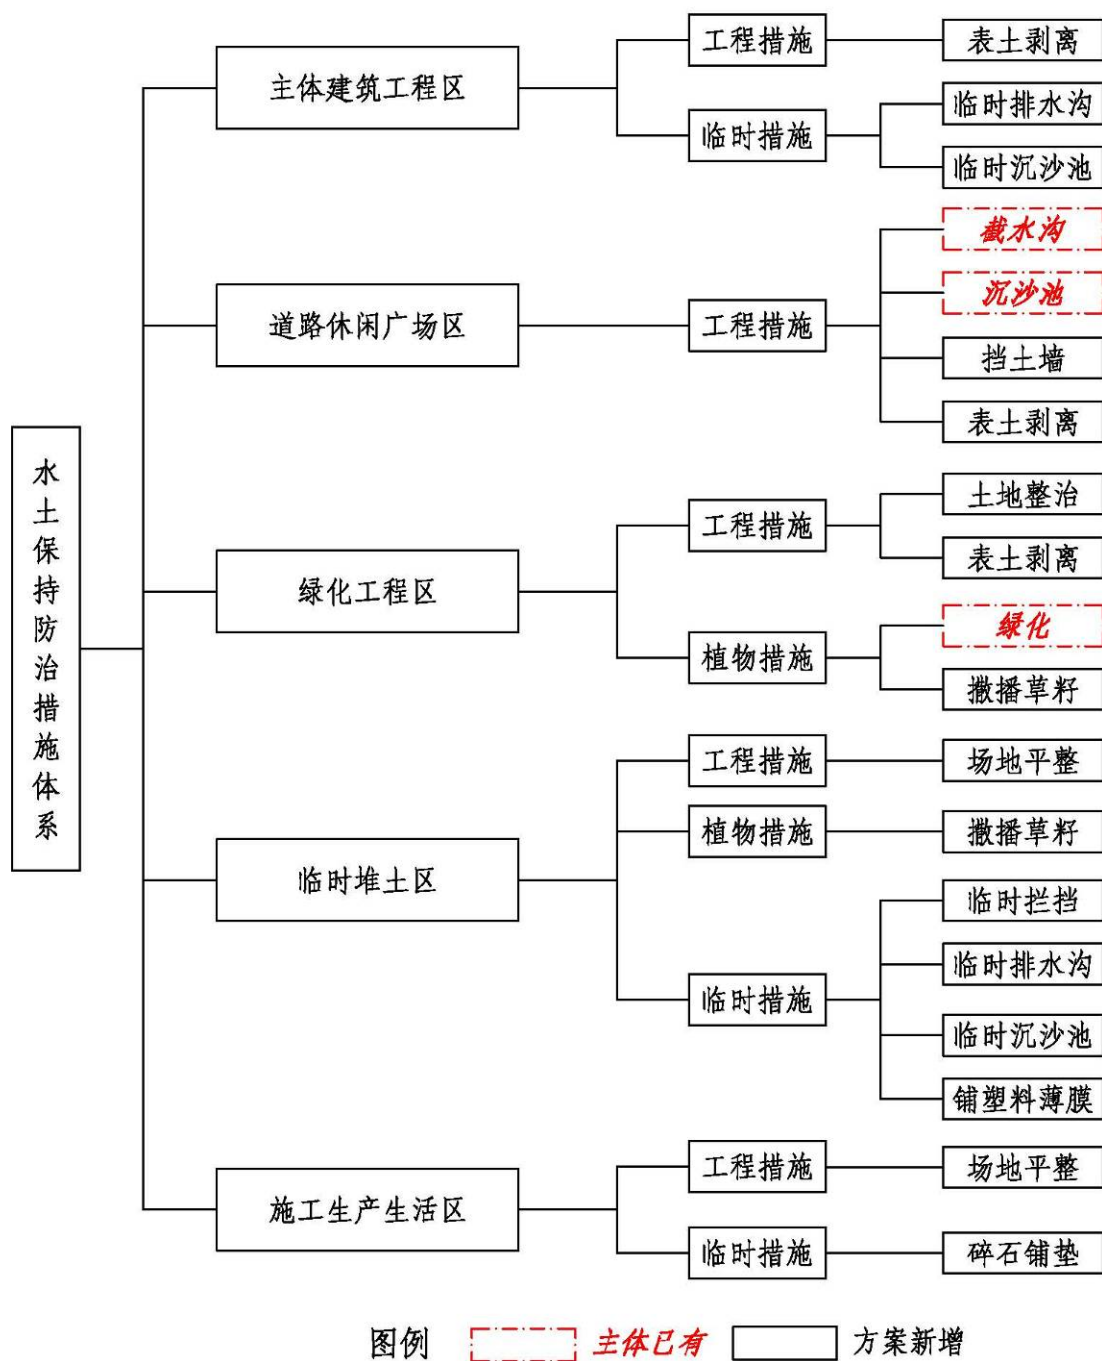 水土保持防治措施体系
主体建筑工程区
工程措施
表土剥离
临时措施
临时排水沟
临时沉沙池
道路休闲广场区
工程措施
截水沟
沉沙池
挡土墙
表土剥离
绿化工程区
工程措施
土地整治
表土剥离
植物措施
绿化
撒播草籽
临时堆土区
工程措施
场地平整
植物措施
撒播草籽
临时措施
临时拦挡
临时排水沟
临时沉沙池
铺塑料薄膜
施工生产生活区
工程措施
场地平整
临时措施
碎石铺垫
图例 主体已有 方案新增